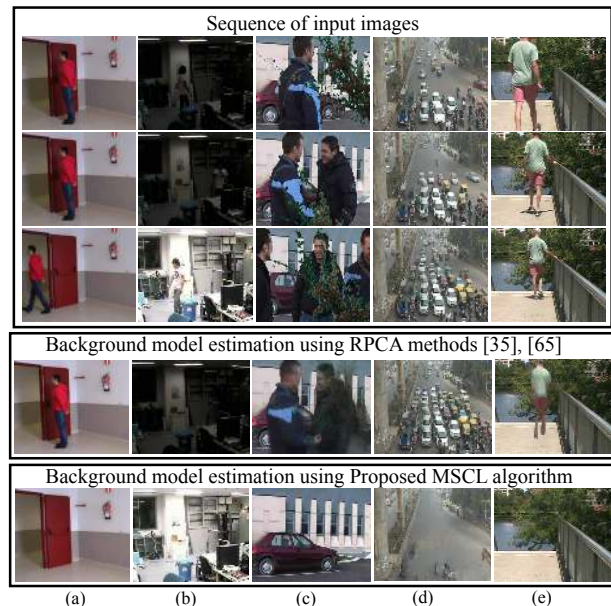 Sequence of input images
Background model estimation using RPCA methods [35], [65]
Background model estimation using Proposed MSCL algorithm
(a) (b) (c) (d) (e)